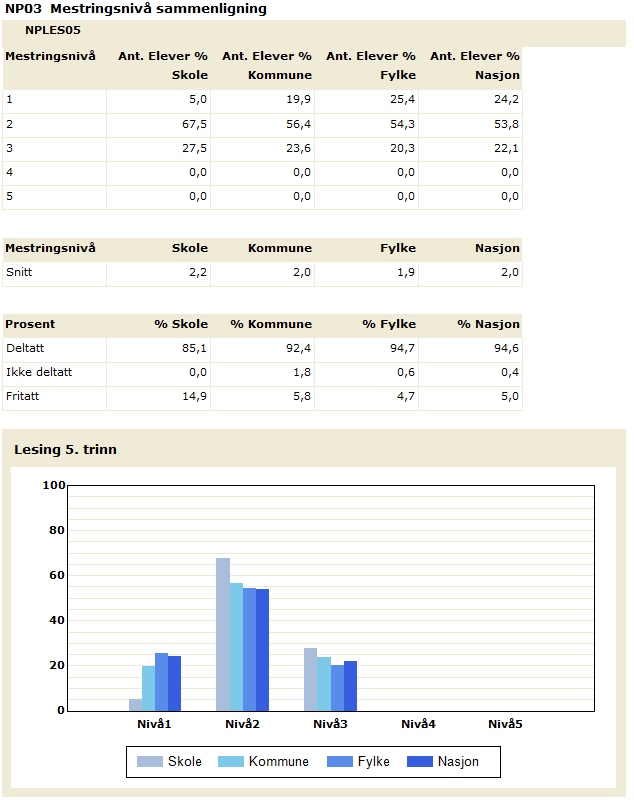 NP03 Mestringsnivå sammenligning
NPLES05
Mestringsnivå Ant. Elever % Skole Ant. Elever % Kommune Ant. Elever % Fylke Ant. Elever % Nasjon
1 5,0 19,9 25,4 24,2
2 67,5 56,4 54,3 53,8
3 27,5 23,6 20,3 22,1
4 0,0 0,0 0,0 0,0
5 0,0 0,0 0,0 0,0
Mestringsnivå Skole Kommune Fylke Nasjon
Snitt 2,2 2,0 1,9 2,0
Prosent % Skole % Kommune % Fylke % Nasjon
Deltatt 85,1 92,4 94,7 94,6
Ikke deltatt 0,0 1,8 0,6 0,4
Fritatt 14,9 5,8 4,7 5,0
Lesing 5. trinn
100
80
60
40
20
0
Nivå1 Nivå2 Nivå3 Nivå4 Nivå5
Skole Kommune Fylke Nasjon